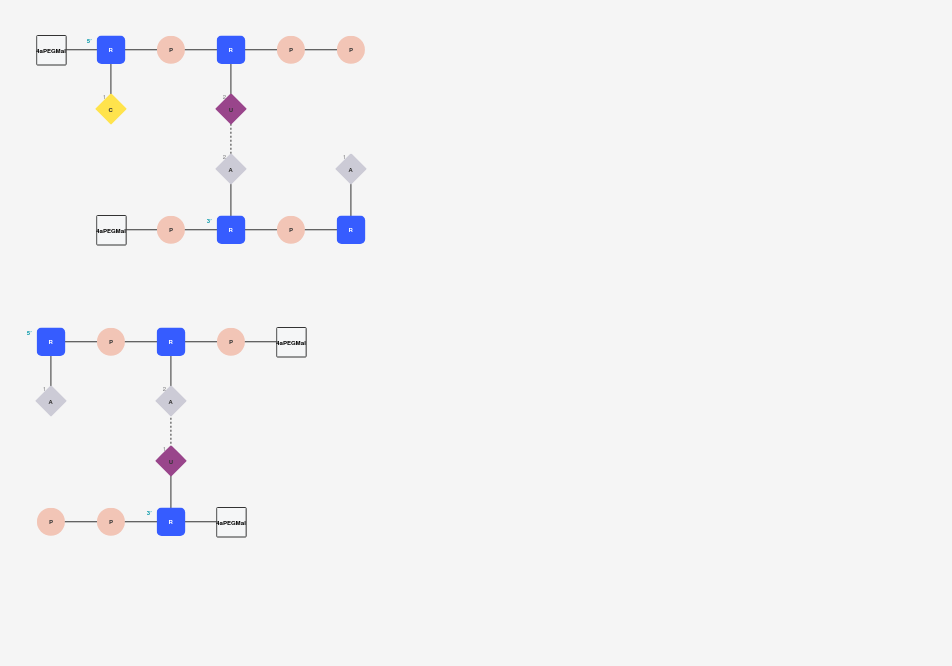 5'
4aPEGMal R P R P P
1 2
C U
2 1
A A
3'
4aPEGMal P R P R
5'
R P R P 4aPEGMal
1 2
A A
1
U
3'
P P R 4aPEGMal